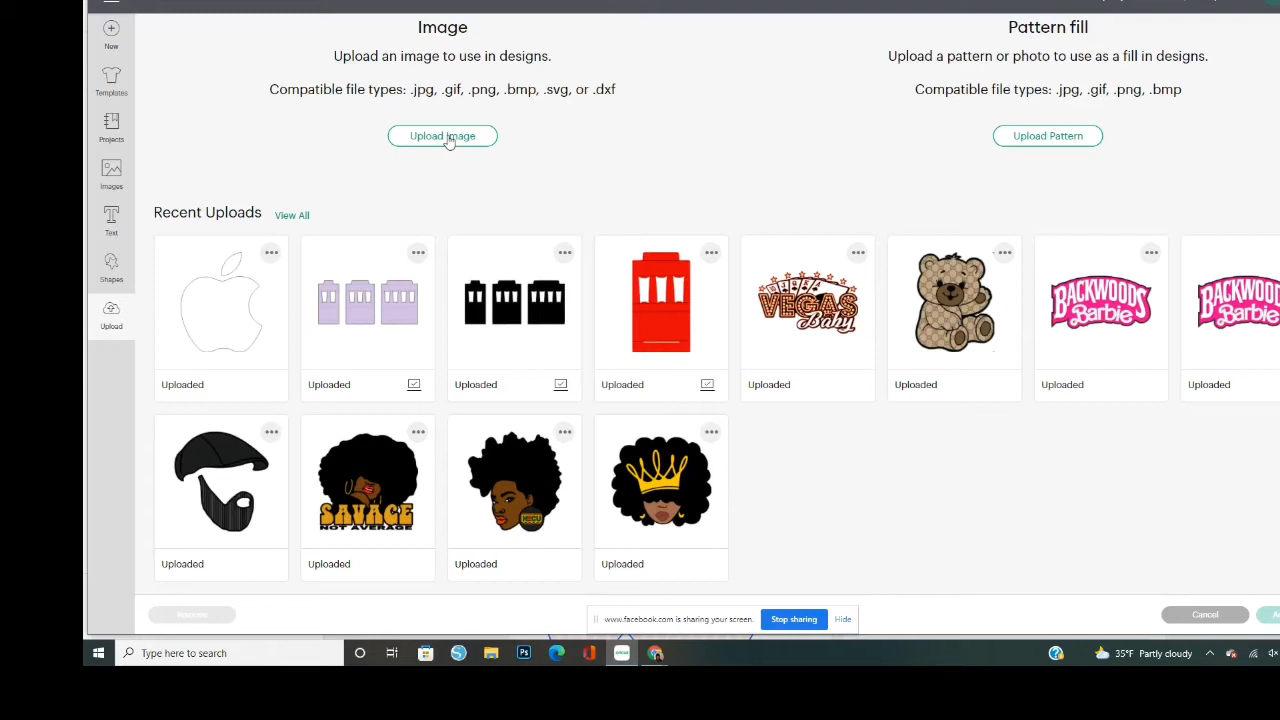 Image
Pattern fill
Upload an image to use in designs.
Upload a pattern or photo to use as a fill in designs.
Compatible file types: .jpg, .gif, .png, .bmp, .svg, or .dxf
Compatible file types: .jpg, .gif, .png, .bmp
Upload Image
Upload Pattern
New
Templates
Projects
Images
Text
Shapes
Upload
Recent Uploads View All
VEGAS
Baby
BACKWOODS
Barbie
BACKWOODS
Barbie
Uploaded Uploaded Uploaded Uploaded Uploaded Uploaded Uploaded Uploaded
SAVAGE
NOT AVERAGE
Uploaded Uploaded Uploaded Uploaded
Cancel
www.facebook.com is sharing your screen. Stop sharing Hide
Type here to search
Ps
cricut
35°F Partly cloudy